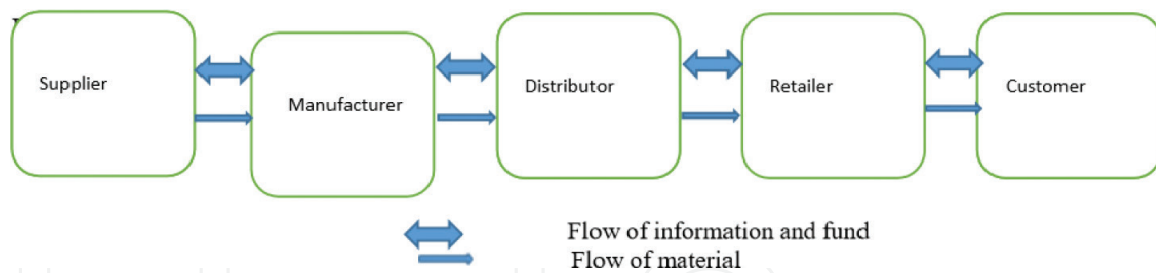 Supplier
Manufacturer
Distributor
Retailer
Customer
Flow of information and fund
Flow of material